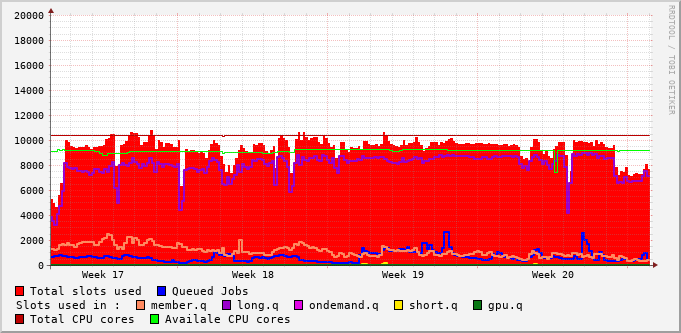 20000
18000
16000
14000
12000
10000
8000
6000
4000
2000
0
Week 17 Week 18 Week 19 Week 20
Total slots used Queued Jobs
Slots used in : member.q long.q ondemand.q short.q gpu.q
Total CPU cores Availale CPU cores
RRDTOOL / TOBI OETIKER